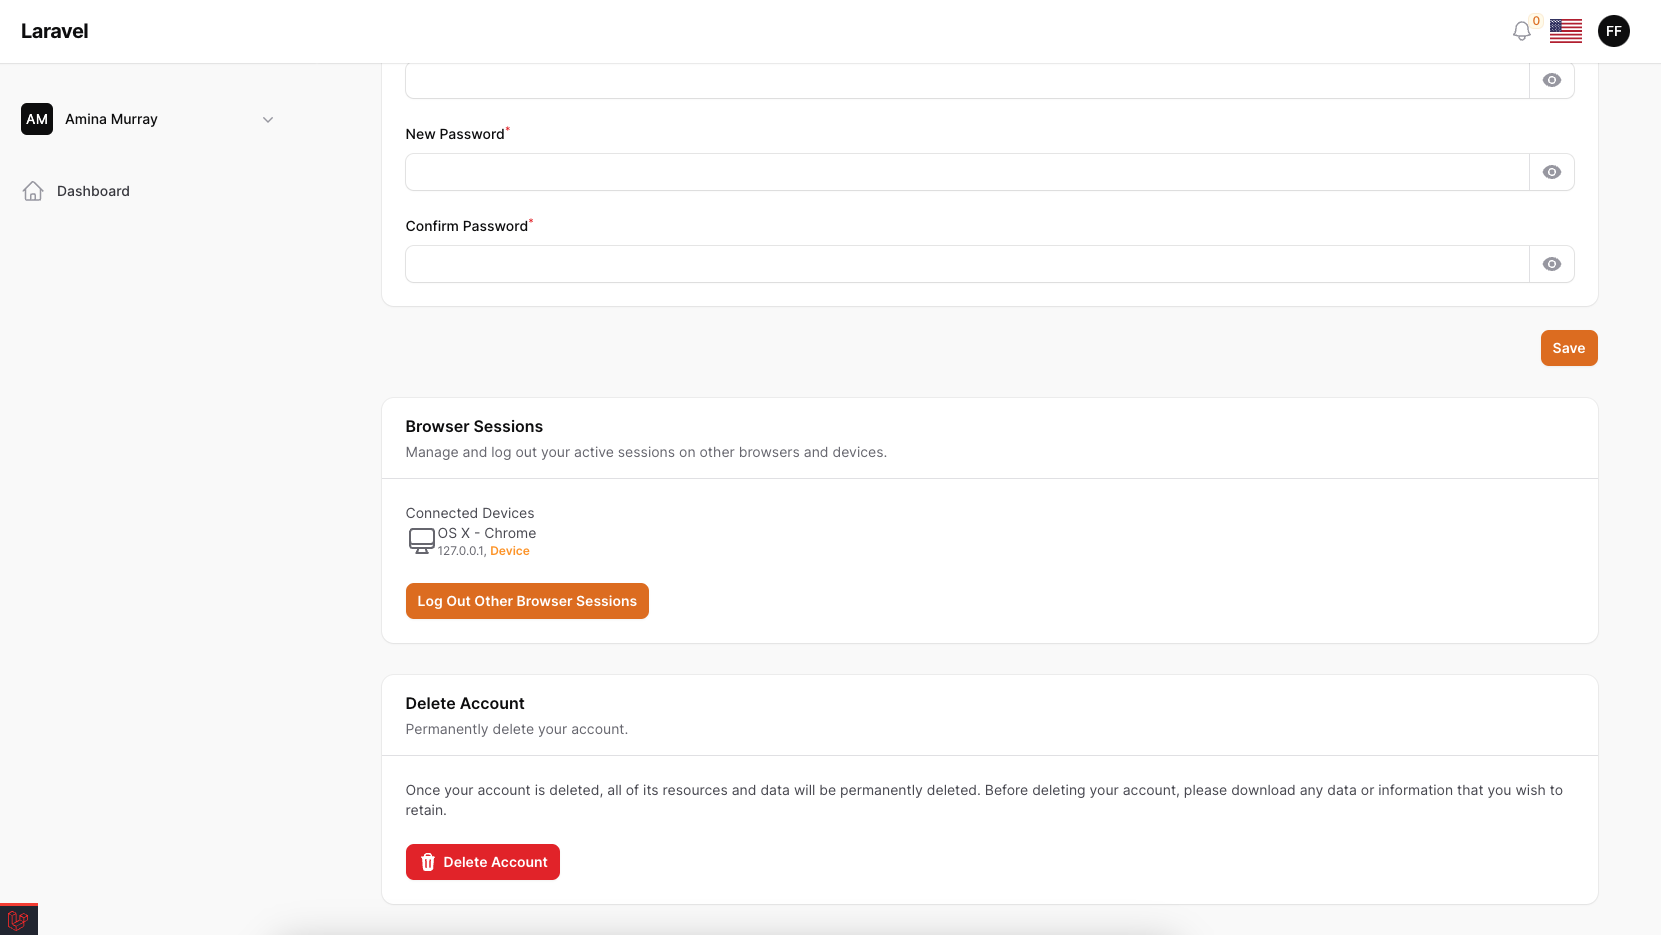 Laravel
0
FF
AM
Amina Murray
Dashboard
New Password*
Confirm Password*
Save
Browser Sessions
Manage and log out your active sessions on other browsers and devices.
Connected Devices
OS X - Chrome
127.0.0.1, Device
Log Out Other Browser Sessions
Delete Account
Permanently delete your account.
Once your account is deleted, all of its resources and data will be permanently deleted. Before deleting your account, please download any data or information that you wish to
retain.
Delete Account